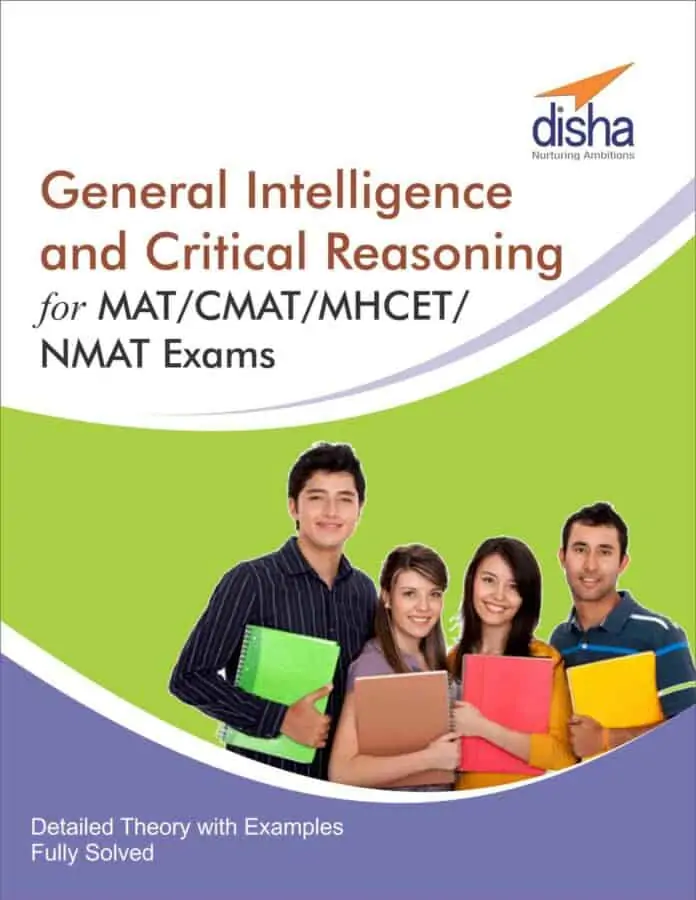 disha
Nurturing Ambitions
General Intelligence
and Critical Reasoning
for MAT/CMAT/MHCET/
NMAT Exams
Detailed Theory with Examples
Fully Solved